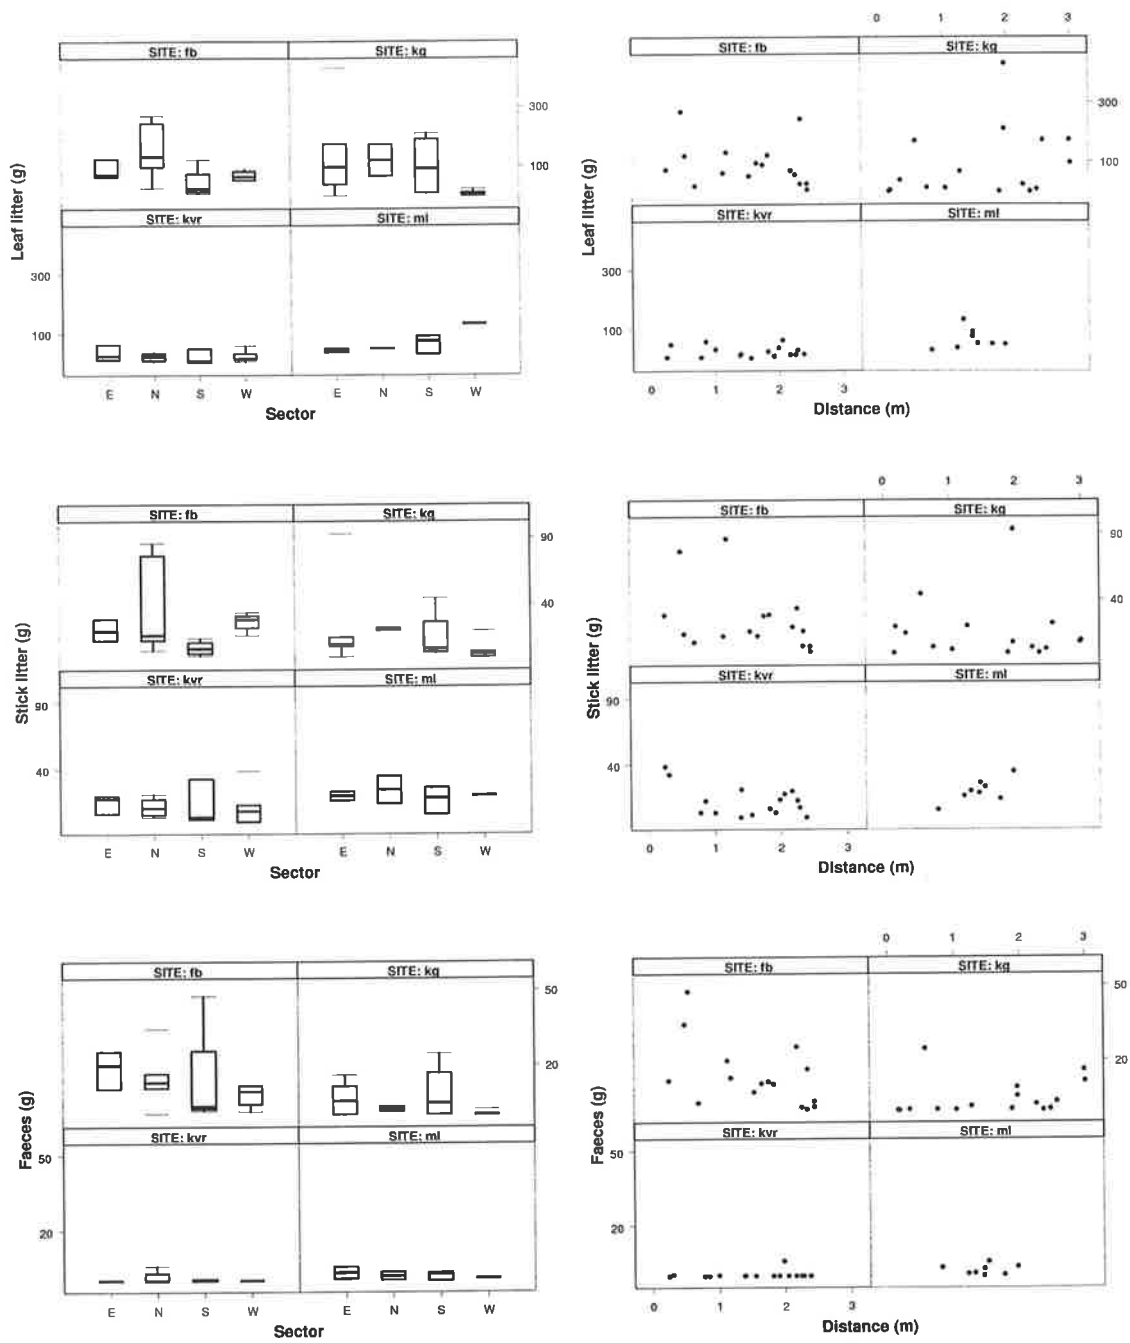 0 1 2 3
SITE: fb SITE: kg SITE: fb SITE: kg
300 300
100 100
Leaf litter (g) Leaf litter (g)
SITE: kvr SITE: ml SITE: kvr SITE: ml
300 300
100 100
E N S W E N S W 0 1 2 3
Sector Distance (m)
0 1 2 3
SITE: fb SITE: kg SITE: fb SITE: kg
90 90
40 40
Stick litter (g) Stick litter (g)
SITE: kvr SITE: ml SITE: kvr SITE: ml
90 90
40 40
E N S W E N S W 0 1 2 3
Sector Distance (m)
0 1 2 3
SITE: fb SITE: kg SITE: fb SITE: kg
50 50
20 20
Faeces (g) Faeces (g)
SITE: kvr SITE: ml SITE: kvr SITE: ml
50 50
20 20
E N S W E N S W 0 1 2 3
Sector Distance (m)